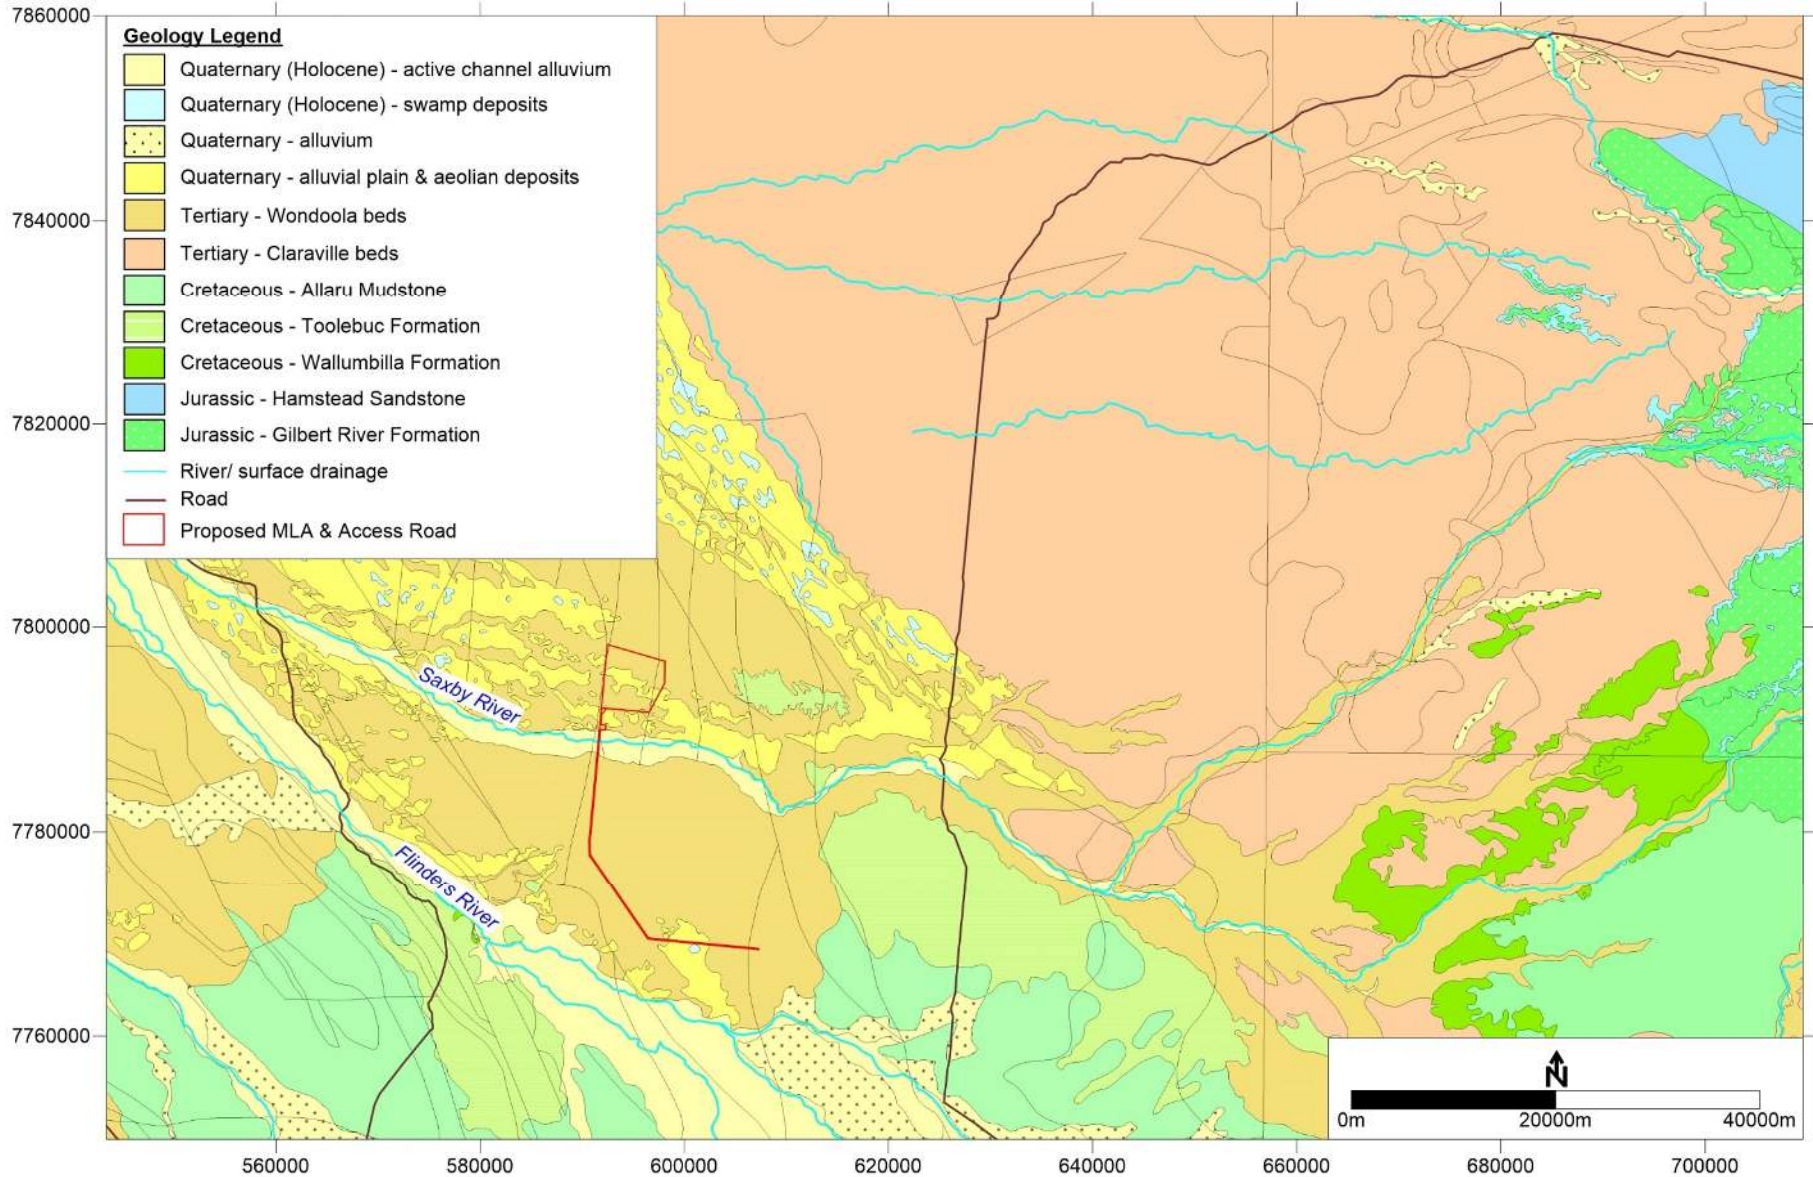 7860000
7840000
7820000
7800000
7780000
7760000
Geology Legend
Quaternary (Holocene) - active channel alluvium
Quaternary (Holocene) - swamp deposits
Quaternary - alluvium
Quaternary - alluvial plain & aeolian deposits
Tertiary - Wondoola beds
Tertiary - Claraville beds
Cretaceous - Allaru Mudstone
Cretaceous - Toolebuc Formation
Cretaceous - Wallumbilla Formation
Jurassic - Hamstead Sandstone
Jurassic - Gilbert River Formation
River/ surface drainage
Road
Proposed MLA & Access Road
Saxby River
Flinders River
N
0m 20000m 40000m
560000 580000 600000 620000 640000 660000 680000 700000